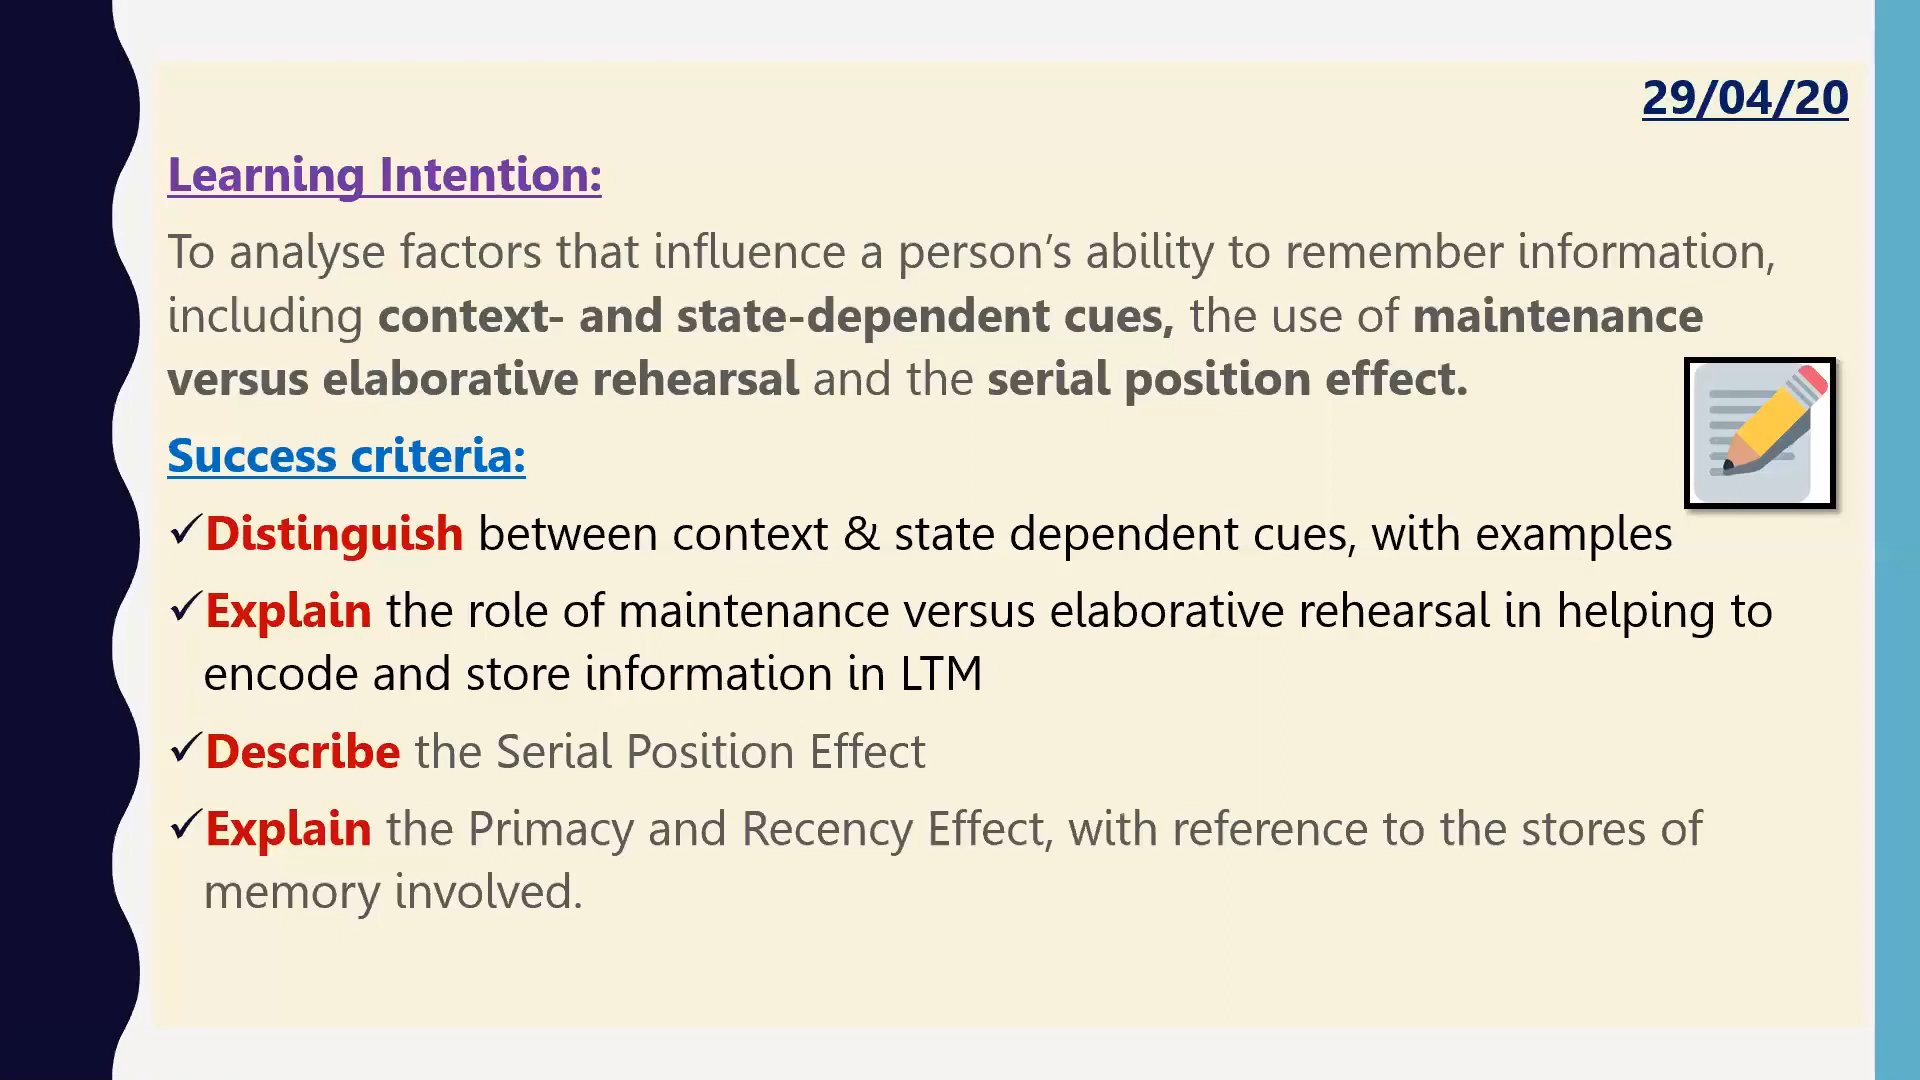 29/04/20
Learning Intention:
To analyse factors that influence a person’s ability to remember information,
including context- and state-dependent cues, the use of maintenance
versus elaborative rehearsal and the serial position effect.
Success criteria:
✓Distinguish between context & state dependent cues, with examples
✓Explain the role of maintenance versus elaborative rehearsal in helping to
encode and store information in LTM
✓Describe the Serial Position Effect
✓Explain the Primacy and Recency Effect, with reference to the stores of
memory involved.